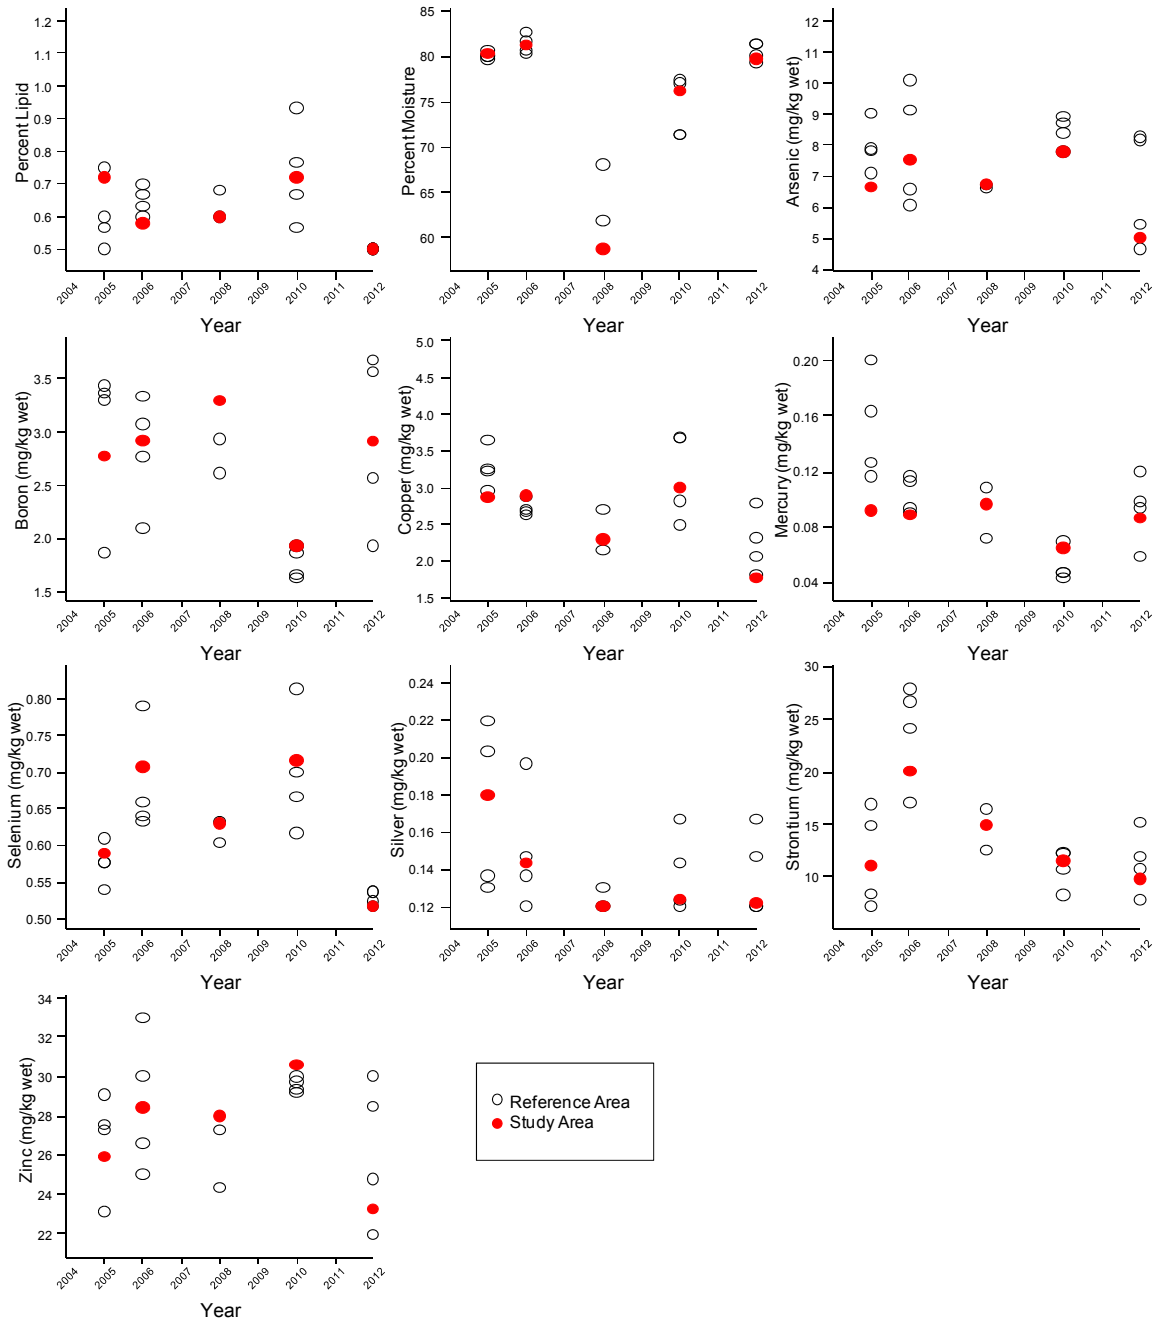 Percent Lipid
1.2
1.1
1.0
0.9
0.8
0.7
0.6
0.5
2004 2005 2006 2007 2008 2009 2010 2011 2012
Year
Percent Moisture
85
80
75
70
65
60
2004 2005 2006 2007 2008 2009 2010 2011 2012
Year
Arsenic (mg/kg wet)
12
11
10
9
8
7
6
5
4
2004 2005 2006 2007 2008 2009 2010 2011 2012
Year
Boron (mg/kg wet)
3.5
3.0
2.5
2.0
1.5
2004 2005 2006 2007 2008 2009 2010 2011 2012
Year
Copper (mg/kg wet)
5.0
4.5
4.0
3.5
3.0
2.5
2.0
1.5
2004 2005 2006 2007 2008 2009 2010 2011 2012
Year
Mercury (mg/kg wet)
0.20
0.16
0.12
0.08
0.04
2004 2005 2006 2007 2008 2009 2010 2011 2012
Year
Selenium (mg/kg wet)
0.80
0.75
0.70
0.65
0.60
0.55
0.50
2004 2005 2006 2007 2008 2009 2010 2011 2012
Year
Silver (mg/kg wet)
0.24
0.22
0.20
0.18
0.16
0.14
0.12
2004 2005 2006 2007 2008 2009 2010 2011 2012
Year
Strontium (mg/kg wet)
30
25
20
15
10
2004 2005 2006 2007 2008 2009 2010 2011 2012
Year
Zinc (mg/kg wet)
34
32
30
28
26
24
22
2004 2005 2006 2007 2008 2009 2010 2011 2012
Year
Reference Area
Study Area